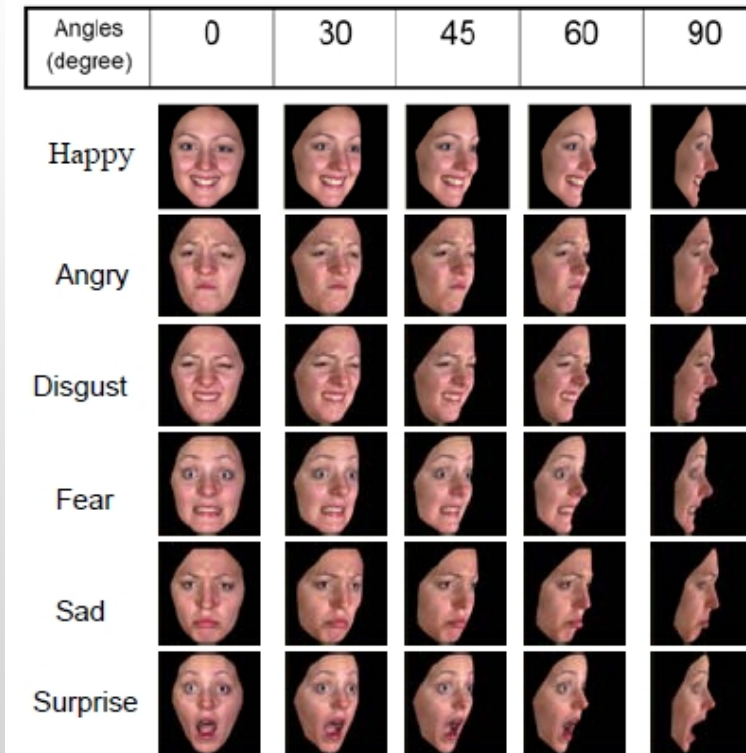 Angles
(degree)
0
30
45
60
90
Happy
Angry
Disgust
Fear
Sad
Surprise